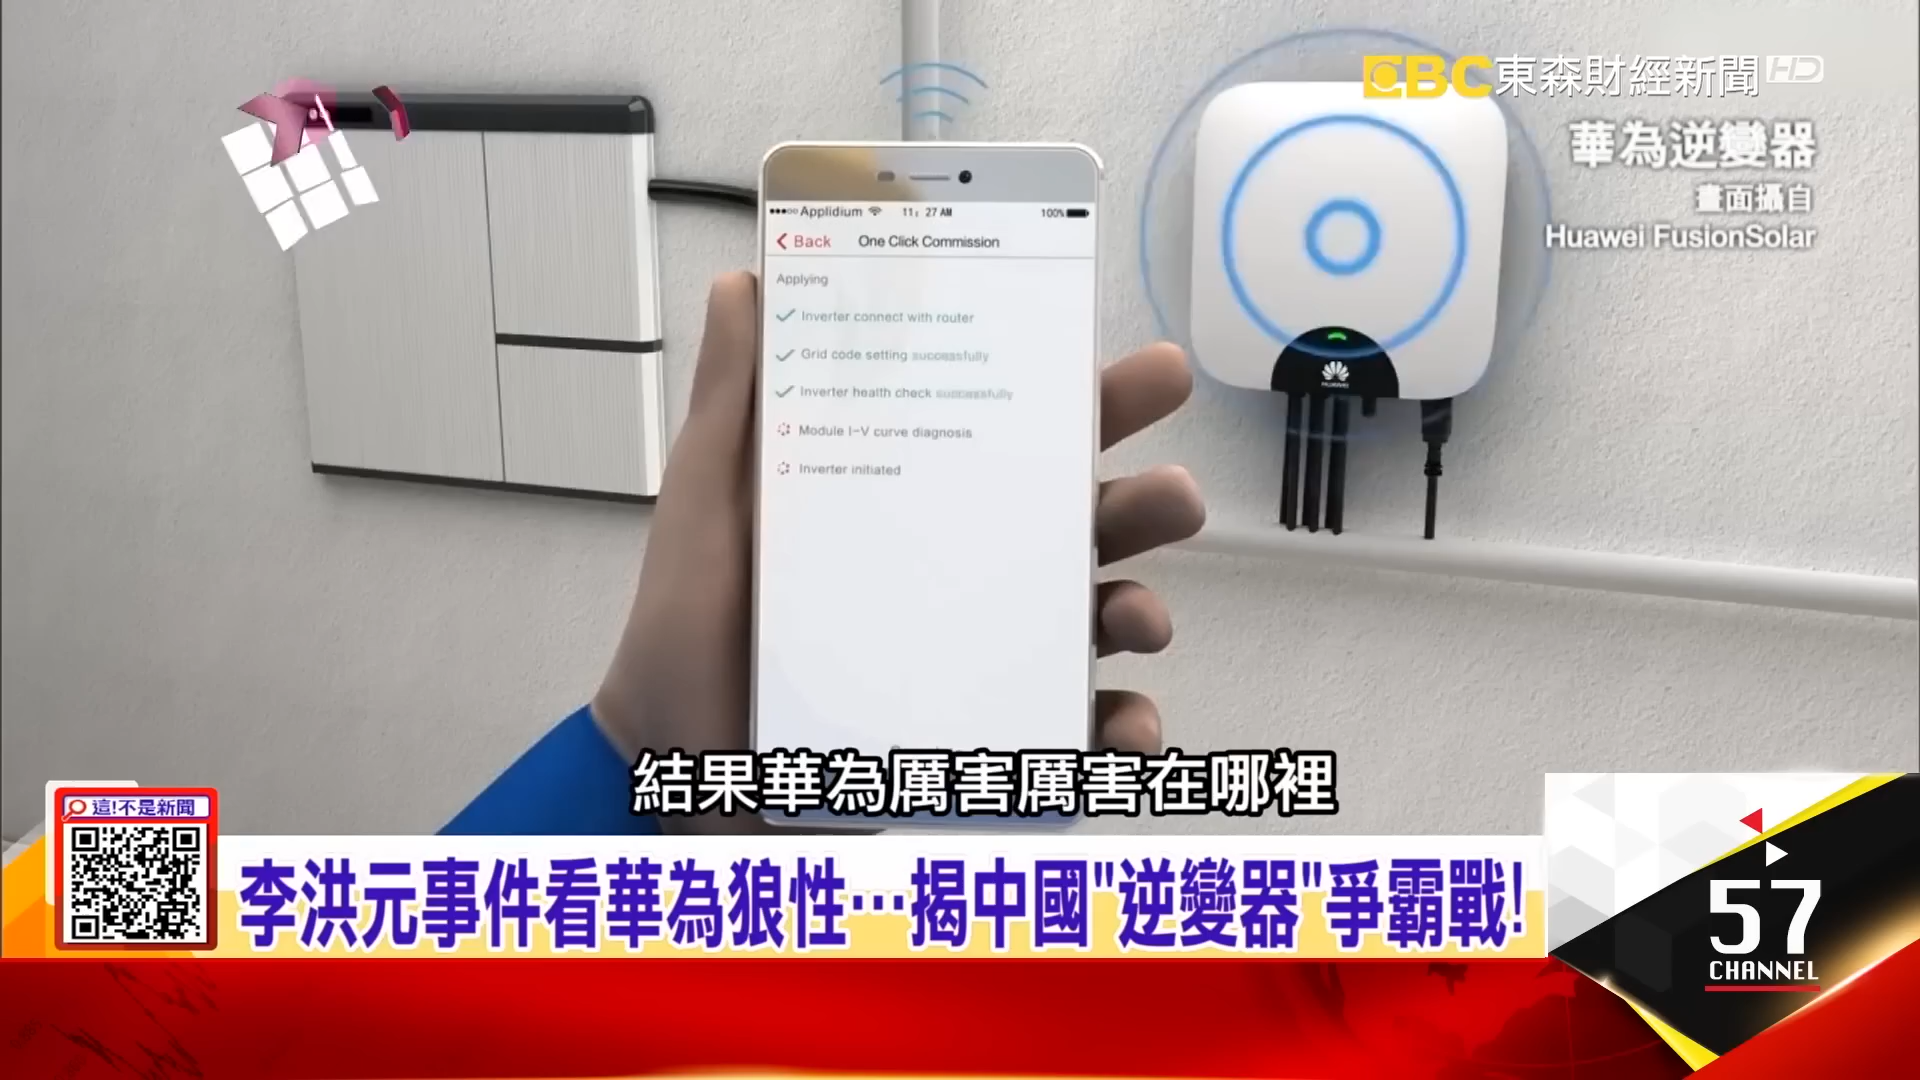 EBC東森財經新聞HD
華為逆變器
畫面攝自
Huawei FusionSolar
Applidium 11:27 AM 100%
Back One Click Commission
Applying
Inverter connect with router
Grid code setting successfully
Inverter health check successfully
Module I-V curve diagnosis
Inverter initiated
HUAWEI
結果華為厲害厲害在哪裡
這!不是新聞
李洪元事件看華為狼性…揭中國"逆變器"爭霸戰!
57
CHANNEL